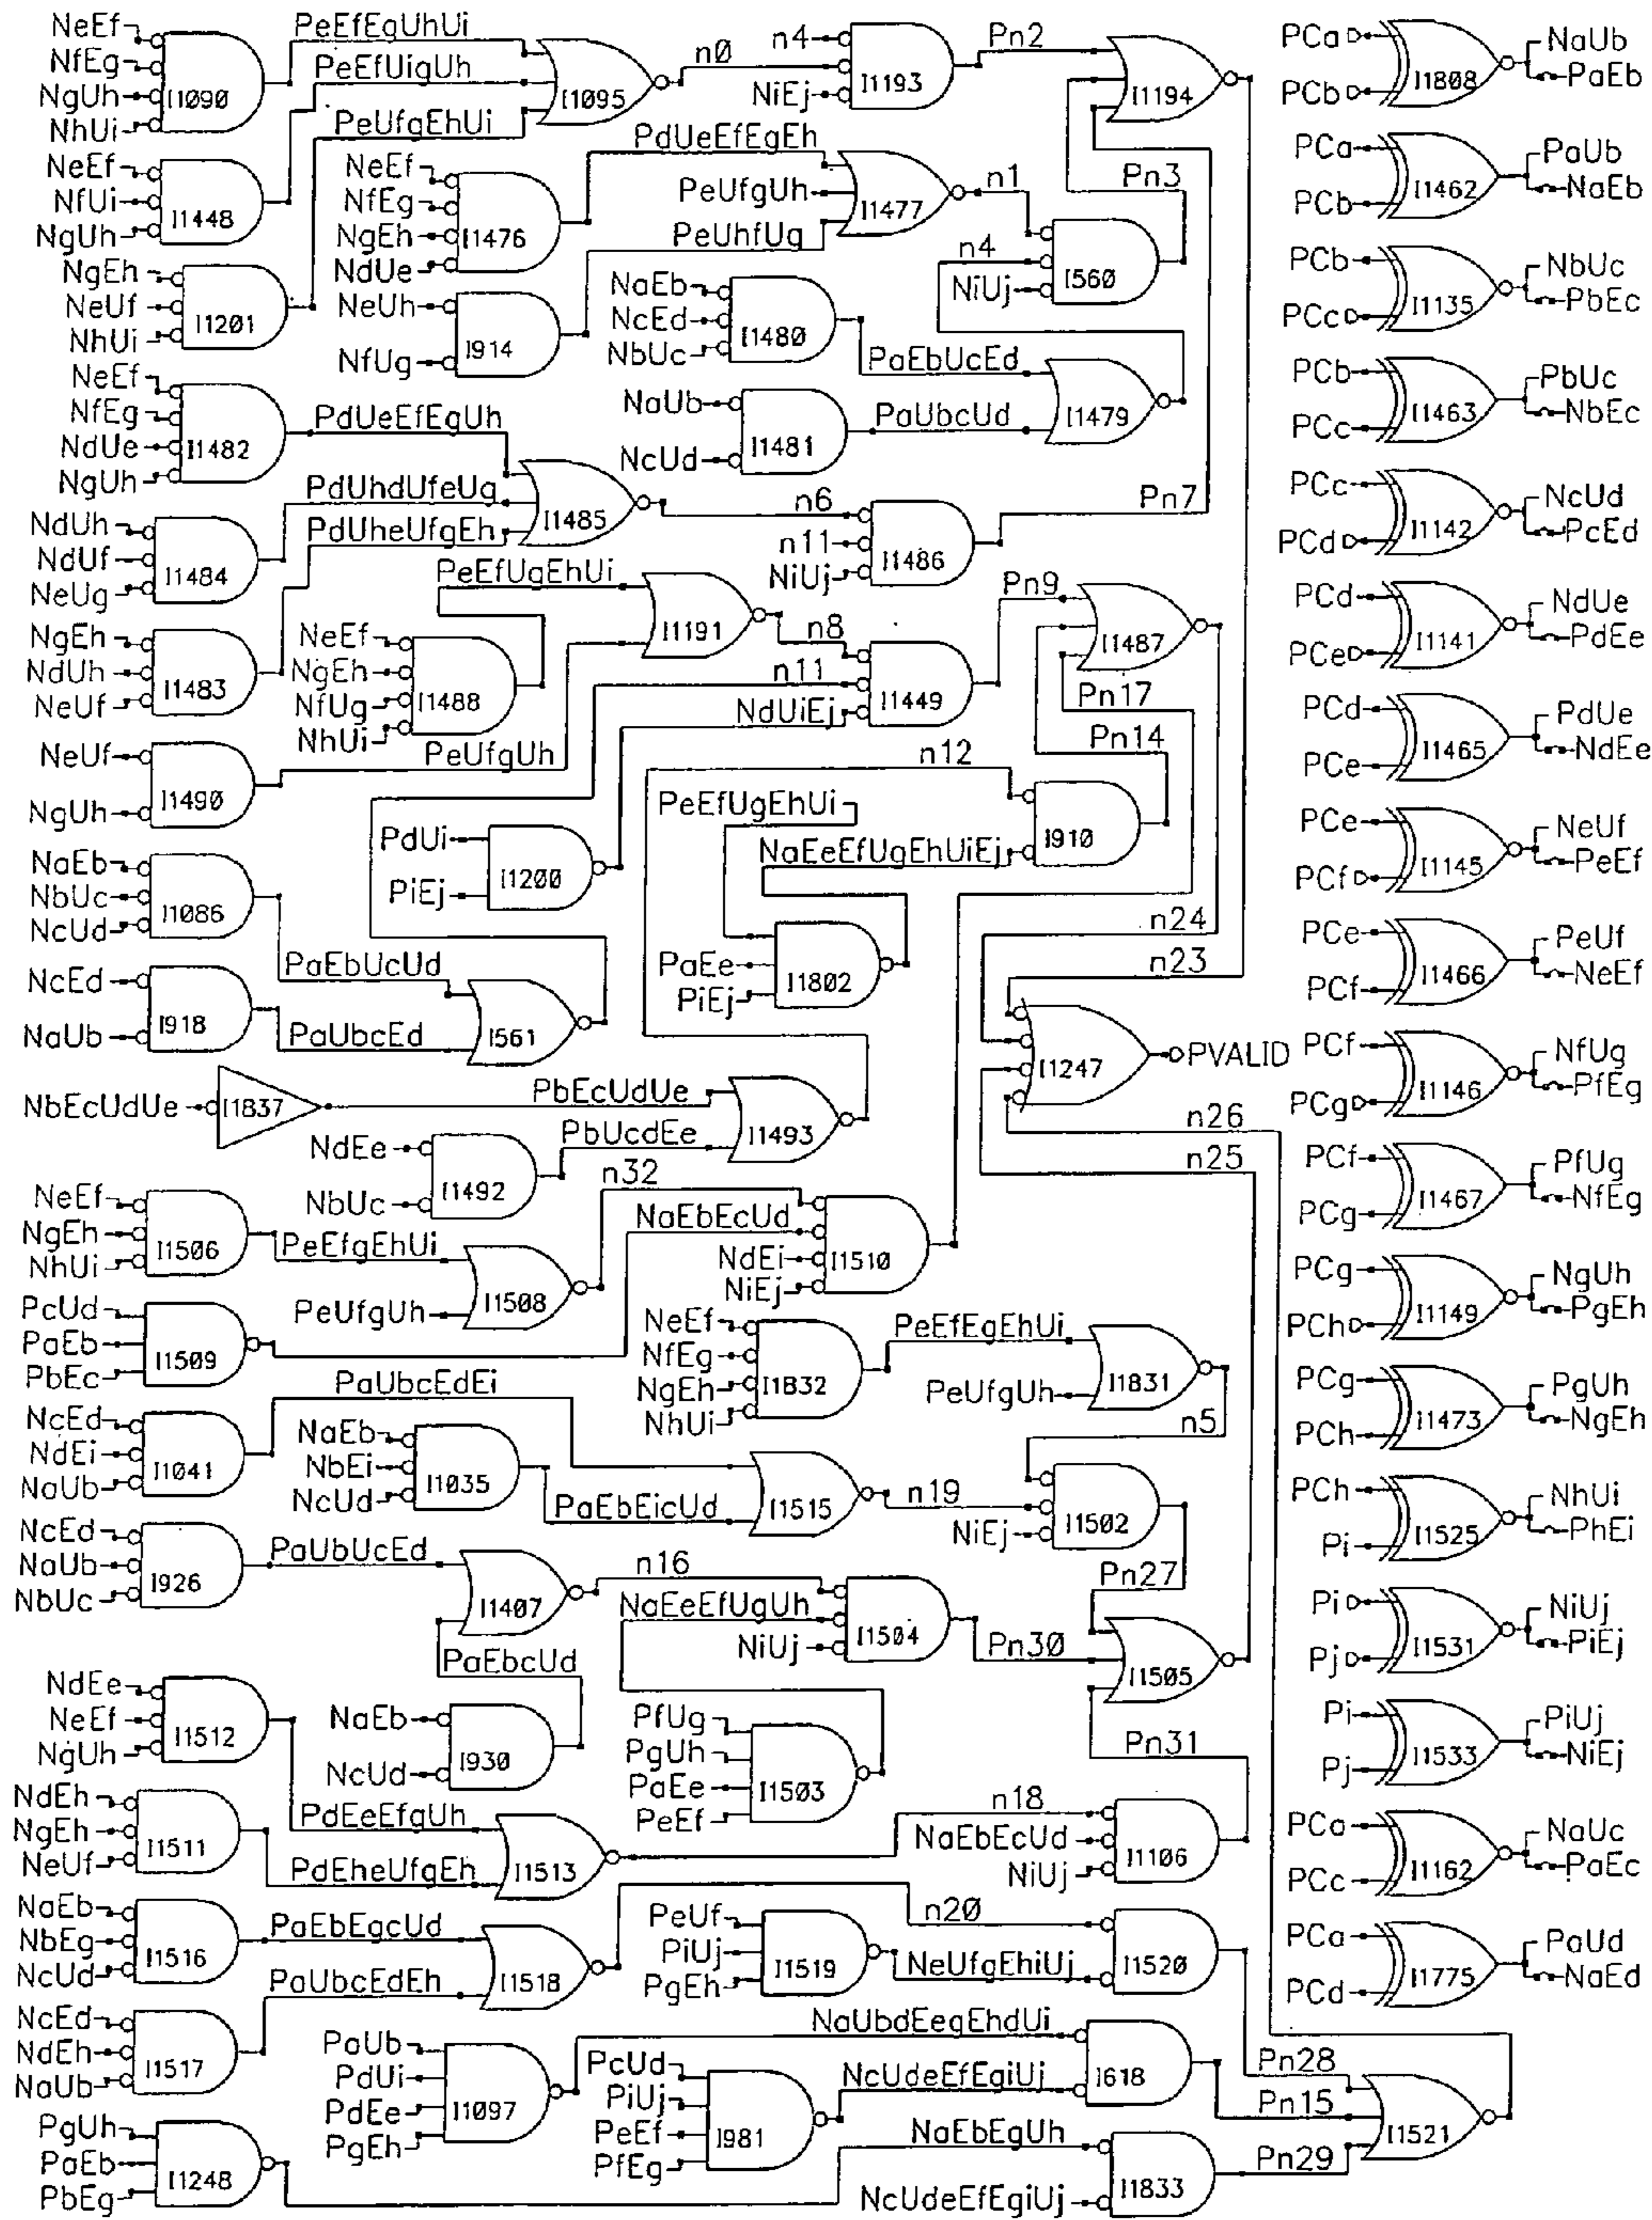 NeEf
NfEg
NgUh
NhUi
I1090
PeEfEgUhUi
NeEf
NfUi
NgUh
I1448
PeEfUigUh
NgEh
NeUf
NhUi
I1201
PeUfgEhUi
I1095
n0
n4
NiEj
I1193
Pn2
I1194
NeEf
NfEg
NgEh
NdUe
I1476
PdUeEfEgEh
PeUfgUh
NeUh
NfUg
I914
PeUhfUg
I1477
n1
n4
NiUj
I560
Pn3
NaEb
NcEd
NbUc
I1480
PaEbUcEd
NaUb
NcUd
I1481
PaUbcUd
I1479
NeEf
NfEg
NdUe
NgUh
I1482
PdUeEfEgUh
NdUh
NdUf
NeUg
I1484
PdUhdUfeUg
NgEh
NdUh
NeUf
I1483
PdUheUfgEh
I1485
n6
n11
NiUj
I1486
Pn7
NeEf
NgEh
NfUg
NhUi
I1488
PeEfUgEhUi
NeUf
NgUh
I1490
PeUfgUh
I1191
n8
n11
NdUiEj
I1449
Pn9
I1487
Pn17
Pn14
PdUi
PiEj
I1200
NaEb
NbUc
NcUd
I1086
PaEbUcUd
NcEd
NaUb
I918
PaUbcEd
I561
n12
PeEfUgEhUi
NaEeEfUgEhUiEj
I910
PaEe
PiEj
I1802
n24
n23
I1247
PVALID
n26
n25
NbEcUdUe
I1837
PbEcUdUe
NdEe
NbUc
I1492
PbUcdEe
I1493
NeEf
NgEh
NhUi
I1506
PeEfgEhUi
PeUfgUh
I1508
n32
PcUd
PaEb
PbEc
I1509
NaEbEcUd
NdEi
NiEj
I1510
NeEf
NfEg
NgEh
NhUi
I1832
PeEfEgEhUi
PeUfgUh
I1831
n5
NcEd
NdEi
NaUb
I1041
PaUbcEdEi
NaEb
NbEi
NcUd
I1035
PaEbEicUd
I1515
n19
NiEj
I1502
Pn27
NcEd
NaUb
NbUc
I926
PaUbUcEd
I1407
n16
NaEeEfUgUh
NiUj
I1504
Pn30
I1505
PaEbcUd
NaEb
NcUd
I930
PfUg
PgUh
PaEe
PeEf
I1503
Pn31
NdEe
NeEf
NgUh
I1512
PdEeEfgUh
NdEh
NgEh
NeUf
I1511
PdEheUfgEh
I1513
n18
NaEbEcUd
NiUj
I1106
NaEb
NbEg
NcUd
I1516
PaEbEgcUd
NcEd
NdEh
NaUb
I1517
PaUbcEdEh
I1518
n20
PeUf
PiUj
PgEh
I1519
NeUfgEhiUj
I1520
Pn28
PaUb
PdUi
PdEe
PgEh
I1097
NaUbdEegEhdUi
PcUd
PiUj
PeEf
PfEg
I981
NcUdeEfEgiUj
I618
Pn15
I1521
PgUh
PaEb
PbEg
I1248
NaEbEgUh
NcUdeEfEgiUj
I1833
Pn29
PCa
PCb
I1808
NaUb
PaEb
PCa
PCb
I1462
PaUb
NaEb
PCb
PCc
I1135
NbUc
PbEc
PCb
PCc
I1463
PbUc
NbEc
PCc
PCd
I1142
NcUd
PcEd
PCd
PCe
I1141
NdUe
PdEe
PCd
PCe
I1465
PdUe
NdEe
PCe
PCf
I1145
NeUf
PeEf
PCe
PCf
I1466
PeUf
NeEf
PCf
PCg
I1146
NfUg
PfEg
PCf
PCg
I1467
PfUg
NfEg
PCg
PCh
I1149
NgUh
PgEh
PCg
PCh
I1473
PgUh
NgEh
PCh
Pi
I1525
NhUi
PhEi
Pi
Pj
I1531
NiUj
PiEj
Pi
Pj
I1533
PiUj
NiEj
PCa
PCc
I1162
NaUc
PaEc
PCa
PCd
I1775
PaUd
NaEd